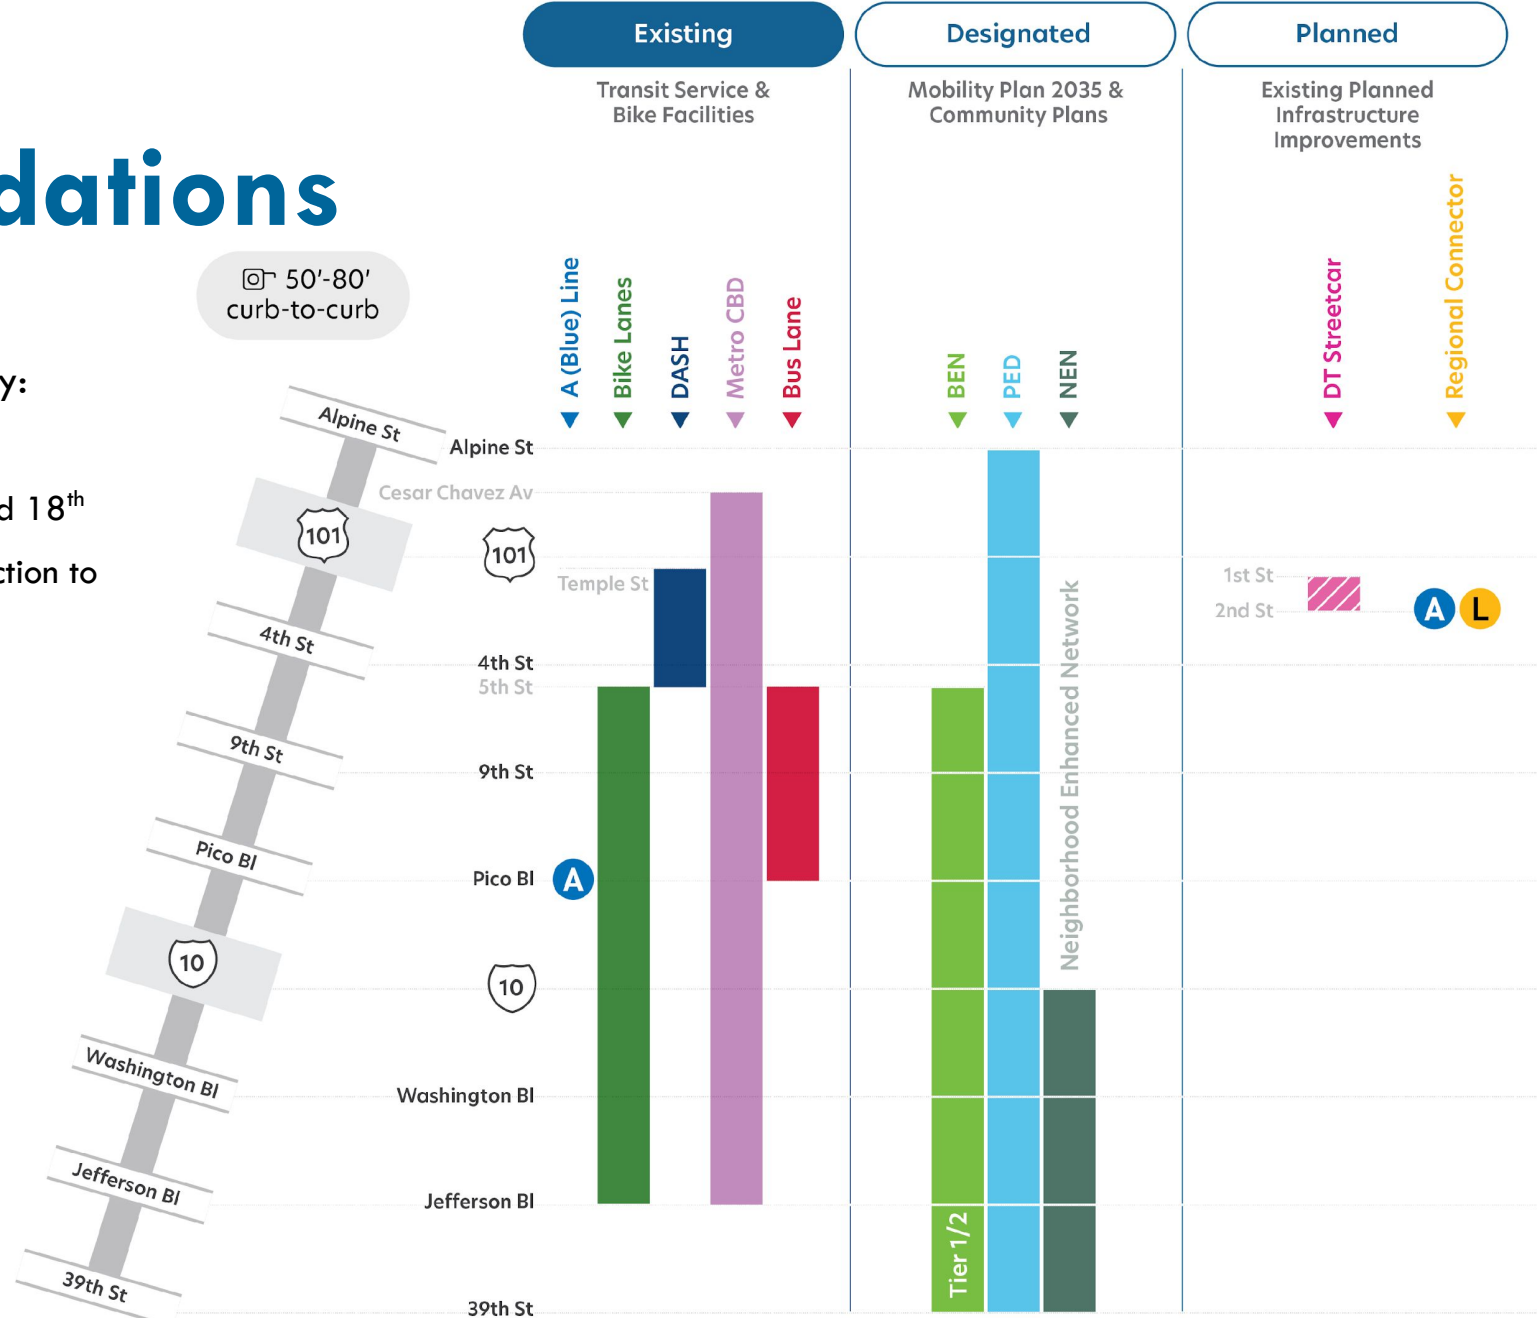 Existing
Designated
Planned
Transit Service &
Bike Facilities
Mobility Plan 2035 &
Community Plans
Existing Planned
Infrastructure
Improvements
dations
50'-80'
curb-to-curb
y:
d 18th
ction to
A (Blue) Line
Bike Lanes
DASH
Metro CBD
Bus Lane
BEN
PED
NEN
DT Streetcar
Regional Connector
Alpine St
101
4th St
9th St
Pico Bl
10
Washington Bl
Jefferson Bl
39th St
Alpine St
Cesar Chavez Av
101
Temple St
4th St
5th St
9th St
Pico Bl
A
10
Washington Bl
Jefferson Bl
39th St
Neighborhood Enhanced Network
Tier 1/2
1st St
2nd St
A L